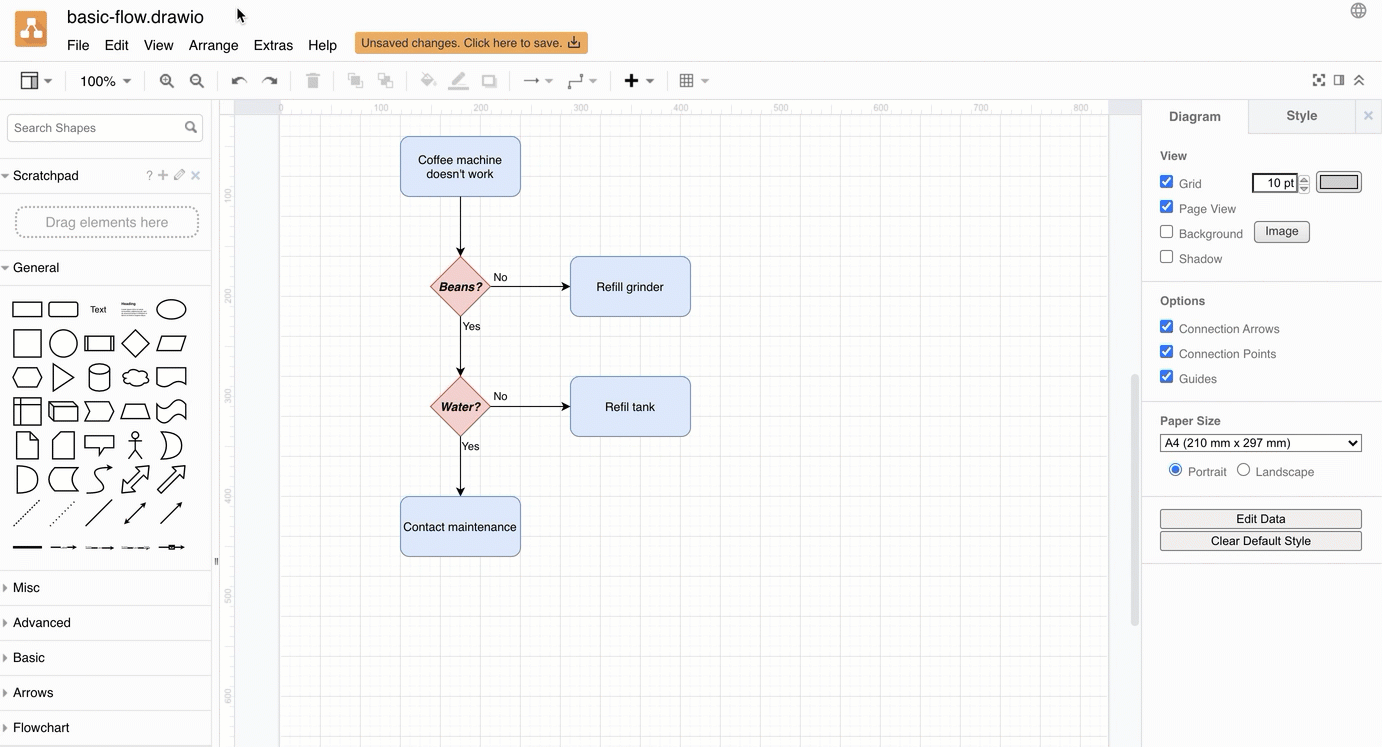 basic-flow.drawio
File Edit View Arrange Extras Help
Unsaved changes. Click here to save.
100%
0 100 200 300 400 500 600 700 800
Search Shapes
Scratchpad
?
Drag elements here
General
Text
Heading
Misc
Advanced
Basic
Arrows
Flowchart
100
200
300
400
500
600
Coffee machine
doesn't work
Beans?
No
Refill grinder
Yes
Water?
No
Refil tank
Yes
Contact maintenance
Diagram Style
View
Grid 10 pt
Page View
Background Image
Shadow
Options
Connection Arrows
Connection Points
Guides
Paper Size
A4 (210 mm x 297 mm)
Portrait Landscape
Edit Data
Clear Default Style